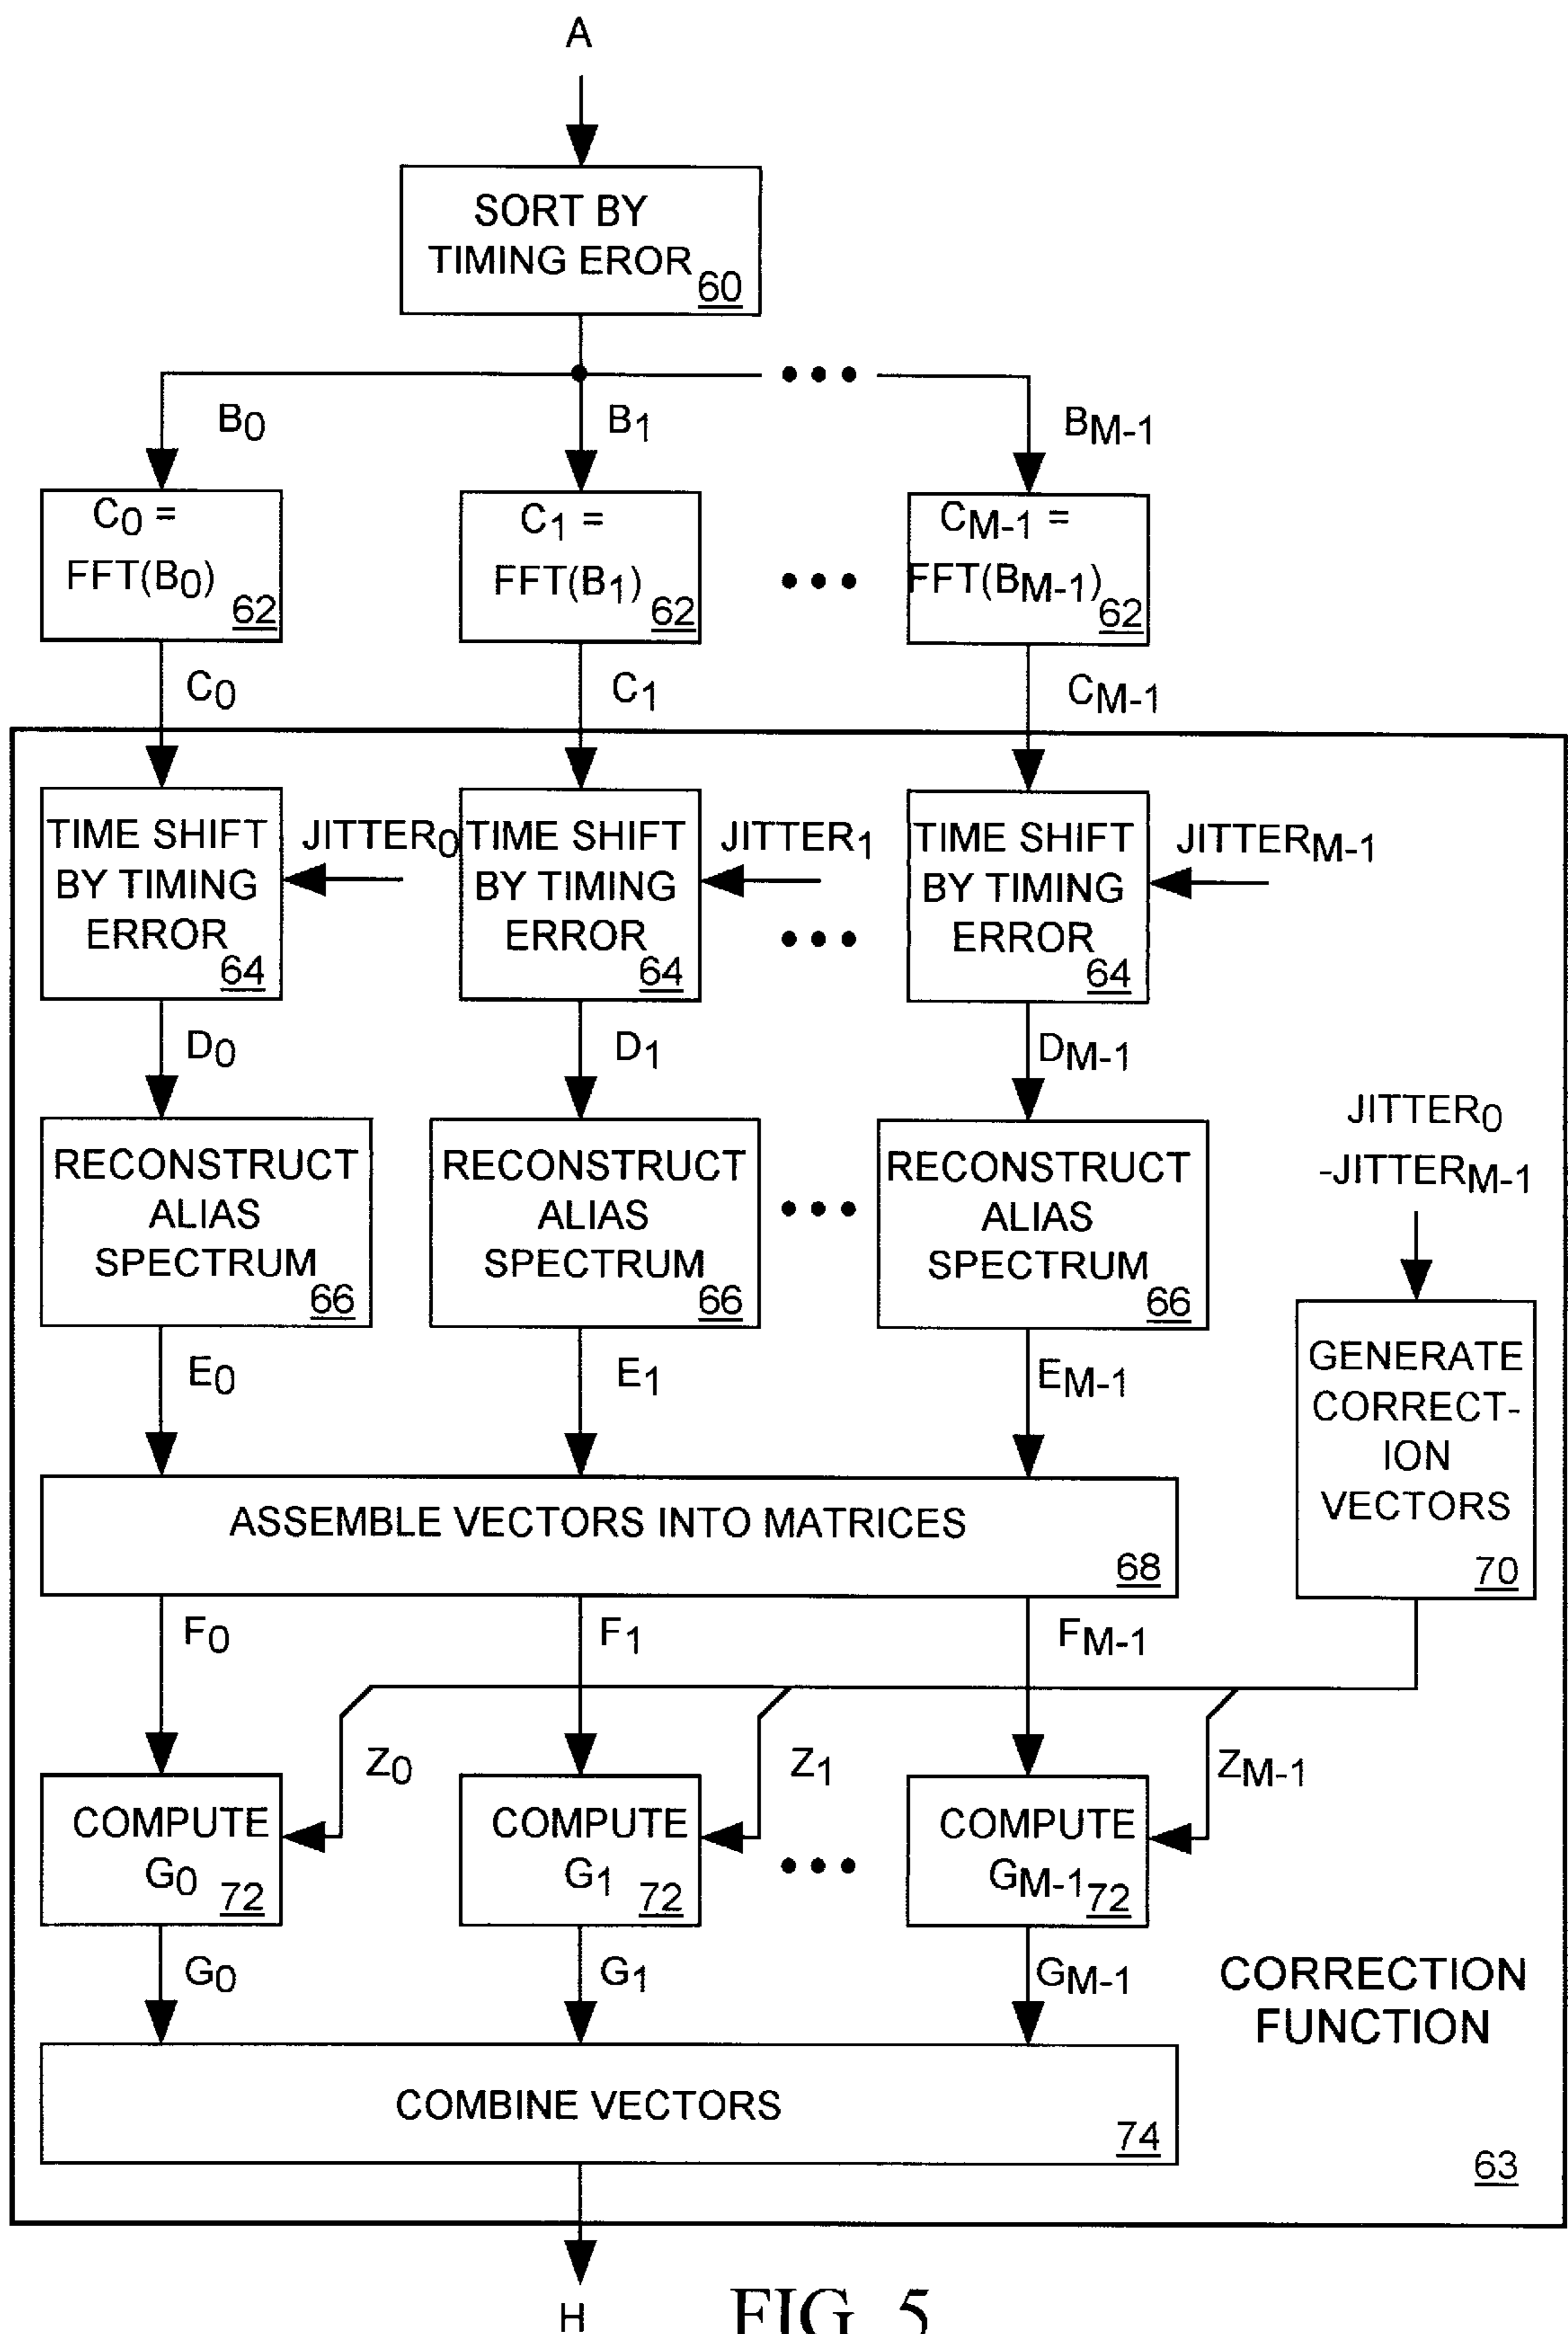 A
SORT BY
TIMING EROR
60
B0
B1
BM-1
C0 =
FFT(B0)
62
C1 =
FFT(B1)
62
CM-1 =
FFT(BM-1)
62
C0
C1
CM-1
TIME SHIFT
BY TIMING
ERROR
64
JITTER0
TIME SHIFT
BY TIMING
ERROR
64
JITTER1
TIME SHIFT
BY TIMING
ERROR
64
JITTERM-1
D0
D1
DM-1
JITTER0
-JITTERM-1
RECONSTRUCT
ALIAS
SPECTRUM
66
RECONSTRUCT
ALIAS
SPECTRUM
66
RECONSTRUCT
ALIAS
SPECTRUM
66
GENERATE
CORRECT-
ION
VECTORS
70
E0
E1
EM-1
ASSEMBLE VECTORS INTO MATRICES
68
F0
F1
FM-1
Z0
Z1
ZM-1
COMPUTE
G0
72
COMPUTE
G1
72
COMPUTE
GM-1
72
G0
G1
GM-1
CORRECTION
FUNCTION
COMBINE VECTORS
74
63
H
FIG. 5